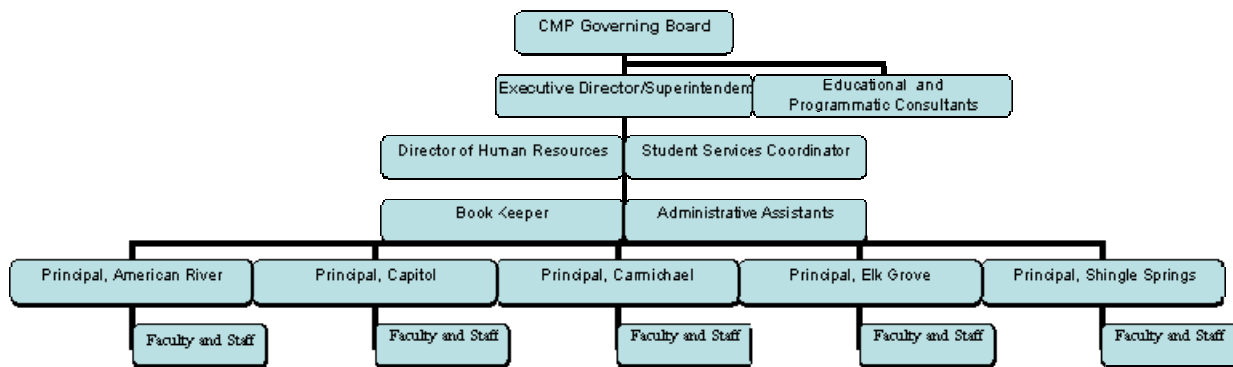 CMP Governing Board
Executive Director/Superintendent
Educational and
Programmatic Consultants
Director of Human Resources
Student Services Coordinator
Book Keeper
Administrative Assistants
Principal, American River
Principal, Capitol
Principal, Carmichael
Principal, Elk Grove
Principal, Shingle Springs
Faculty and Staff
Faculty and Staff
Faculty and Staff
Faculty and Staff
Faculty and Staff